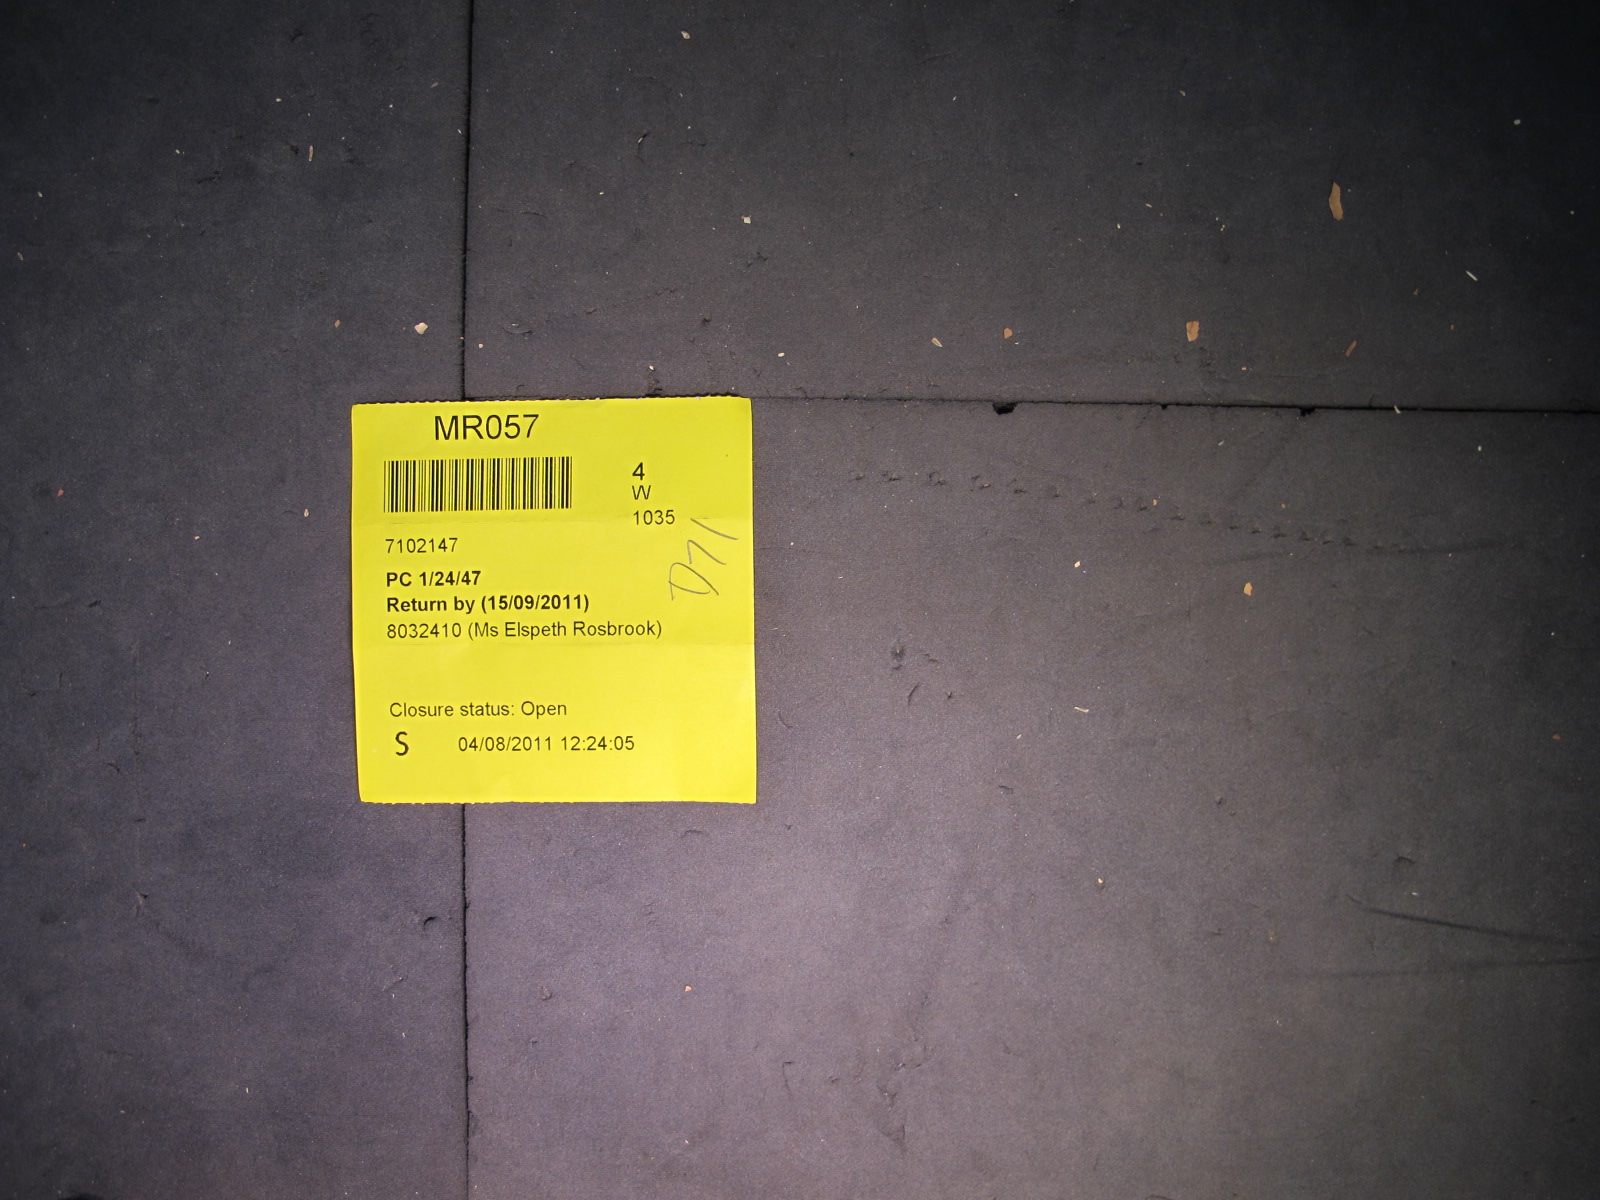 MR057
4
W
1035
7102147
D71
PC 1/24/47
Return by (15/09/2011)
8032410 (Ms Elspeth Rosbrook)
Closure status: Open
S 04/08/2011 12:24:05